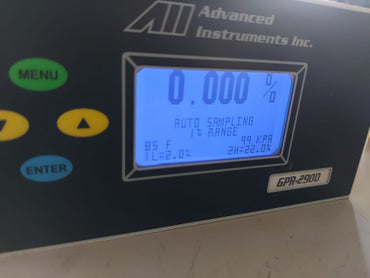 AII Advanced
Instruments Inc.
MENU
ENTER
0.000 %
AUTO SAMPLING
1% RANGE
85 F 99 KPA
1L=2.0% 2H=22.0%
GPR-2900